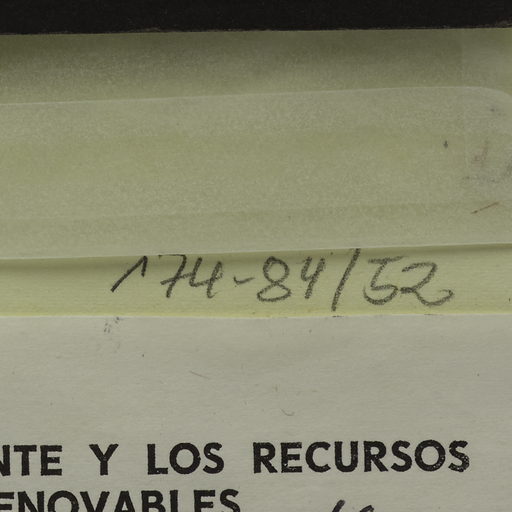 174-84/52
NTE Y LOS RECURSOS
ENOVABLES